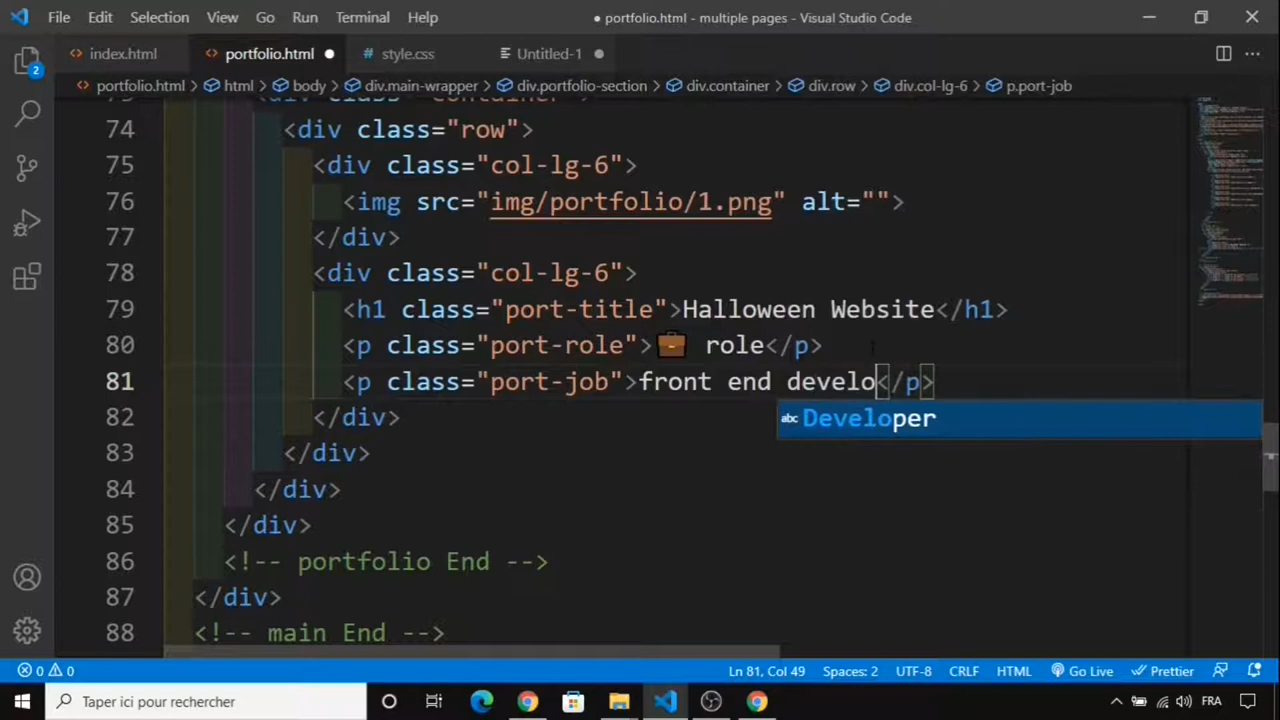 File Edit Selection View Go Run Terminal Help ● portfolio.html - multiple pages - Visual Studio Code
index.html portfolio.html ● style.css Untitled-1 ●
portfolio.html > html > body > div.main-wrapper > div.portfolio-section > div.container > div.row > div.col-lg-6 > p.port-job
74 <div class="row">
75 <div class="col-lg-6">
76 <img src="img/portfolio/1.png" alt="">
77 </div>
78 <div class="col-lg-6">
79 <h1 class="port-title">Halloween Website</h1>
80 <p class="port-role">💼 role</p>
81 <p class="port-job">front end develo</p>
abc Developer
82 </div>
83 </div>
84 </div>
85 </div>
86 <!-- portfolio End -->
87 </div>
88 <!-- main End -->
2
0 0 Ln 81, Col 49 Spaces: 2 UTF-8 CRLF HTML Go Live Prettier
Taper ici pour rechercher FRA